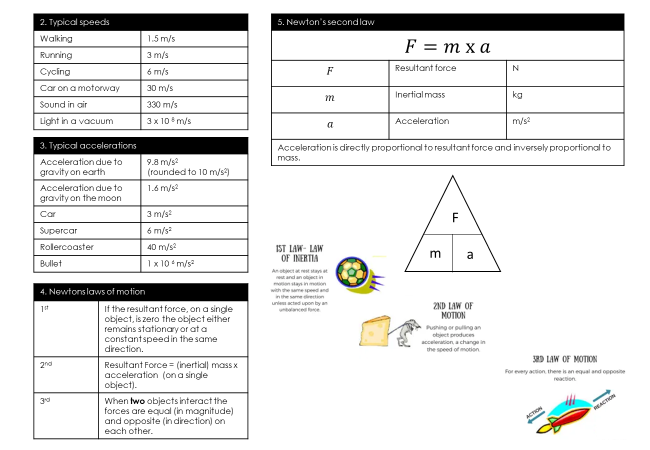 2. Typical speeds
Walking 1.5 m/s
Running 3 m/s
Cycling 6 m/s
Car on a motorway 30 m/s
Sound in air 330 m/s
Light in a vacuum 3 x 10 ⁸ m/s
3. Typical accelerations
Acceleration due to 9.8 m/s²
gravity on earth (rounded to 10 m/s²)
Acceleration due to 1.6 m/s²
gravity on the moon
Car 3 m/s²
Supercar 6 m/s²
Rollercoaster 40 m/s²
Bullet 1 x 10 ⁶ m/s²
4. Newtons laws of motion
1st If the resultant force, on a single
object, is zero the object either
remains stationary or at a
constant speed in the same
direction.
2nd Resultant Force = (inertial) mass x
acceleration (on a single
object).
3rd When two objects interact the
forces are equal (in magnitude)
and opposite (in direction) on
each other.
5. Newton's second law
F = m x a
F Resultant force N
m Inertial mass kg
a Acceleration m/s²
Acceleration is directly proportional to resultant force and inversely proportional to
mass.
F
m a
1ST LAW- LAW
OF INERTIA
An object at rest stays at
rest and an object in
motion stays in motion
with the same speed and
in the same direction
unless acted upon by an
unbalanced force.
2ND LAW OF
MOTION
Pushing or pulling an
object produces
acceleration, a change in
the speed of motion.
3RD LAW OF MOTION
For every action, there is an equal and opposite
reaction.
ACTION
REACTION